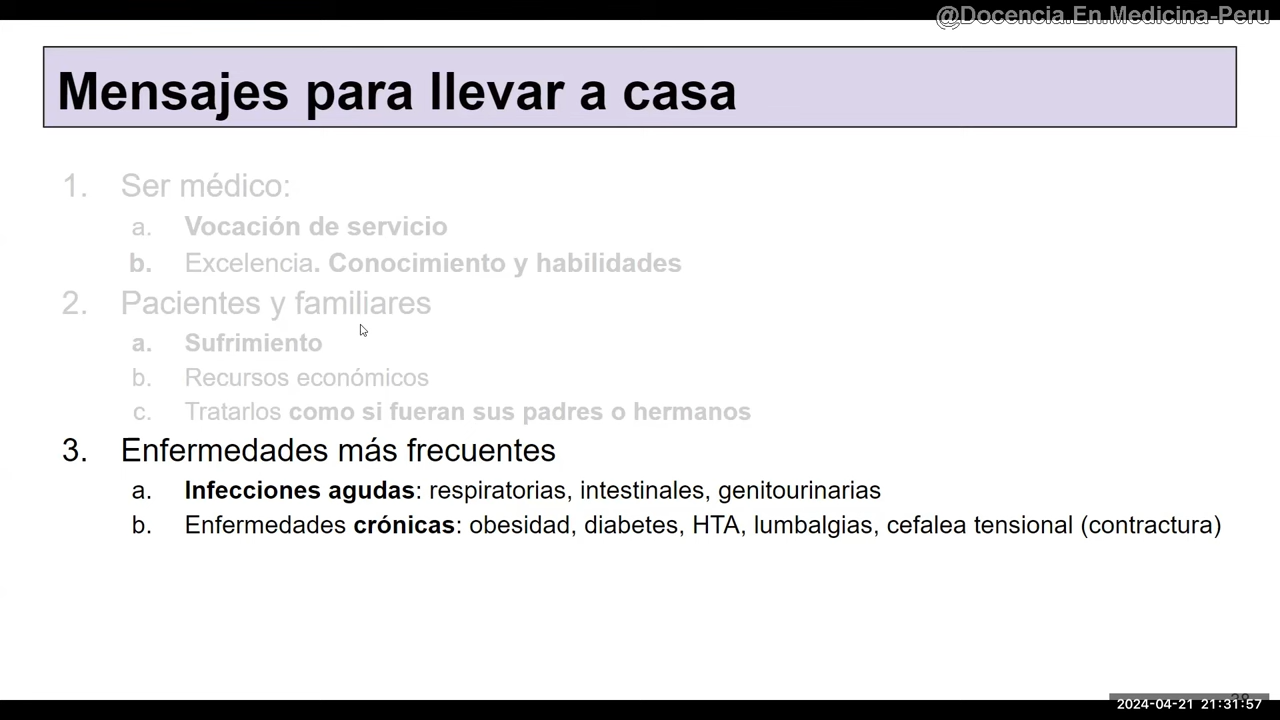 @Docencia.En.Medicina-Peru
Mensajes para llevar a casa
1. Ser médico:
a. Vocación de servicio
b. Excelencia. Conocimiento y habilidades
2. Pacientes y familiares
a. Sufrimiento
b. Recursos económicos
c. Tratarlos como si fueran sus padres o hermanos
3. Enfermedades más frecuentes
a. Infecciones agudas: respiratorias, intestinales, genitourinarias
b. Enfermedades crónicas: obesidad, diabetes, HTA, lumbalgias, cefalea tensional (contractura)
2024-04-21 21:31:57